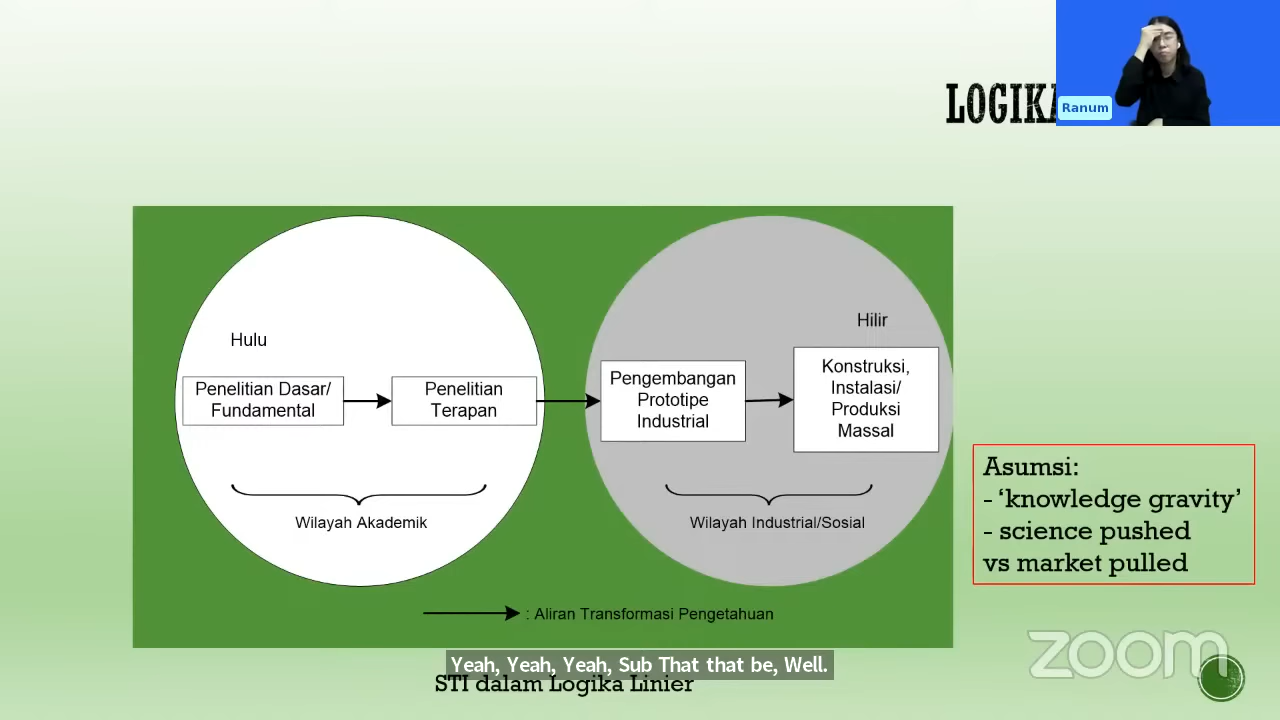 LOGIKA
Ranum
Hulu
Hilir
Penelitian Dasar/
Fundamental
Penelitian
Terapan
Pengembangan
Prototipe
Industrial
Konstruksi,
Instalasi/
Produksi
Massal
Wilayah Akademik
Wilayah Industrial/Sosial
: Aliran Transformasi Pengetahuan
Asumsi:
- ‘knowledge gravity’
- science pushed
vs market pulled
Yeah, Yeah, Yeah, Sub That that be, Well.
STI dalam Logika Linier
zoom